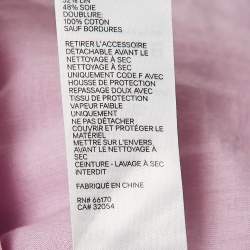 52% LIN
48% SOIE
DOUBLURE:
100% COTON
SAUF BORDURES
RETIRER L'ACCESSOIRE
DÉTACHABLE AVANT LE
NETTOYAGE À SEC
NETTOYAGE À SEC
UNIQUEMENT CODE F AVEC
HOUSSE DE PROTECTION
REPASSAGE DOUX AVEC
TISSU DE PROTECTION
VAPEUR FAIBLE
UNIQUEMENT
NE PAS DÉTACHER
COUVRIR ET PROTÉGER LE
MATÉRIEL
METTRE SUR L'ENVERS
AVANT LE NETTOYAGE À
SEC
CEINTURE - LAVAGE À SEC
INTERDIT
FABRIQUÉ EN CHINE
RN# 66170
CA# 32054